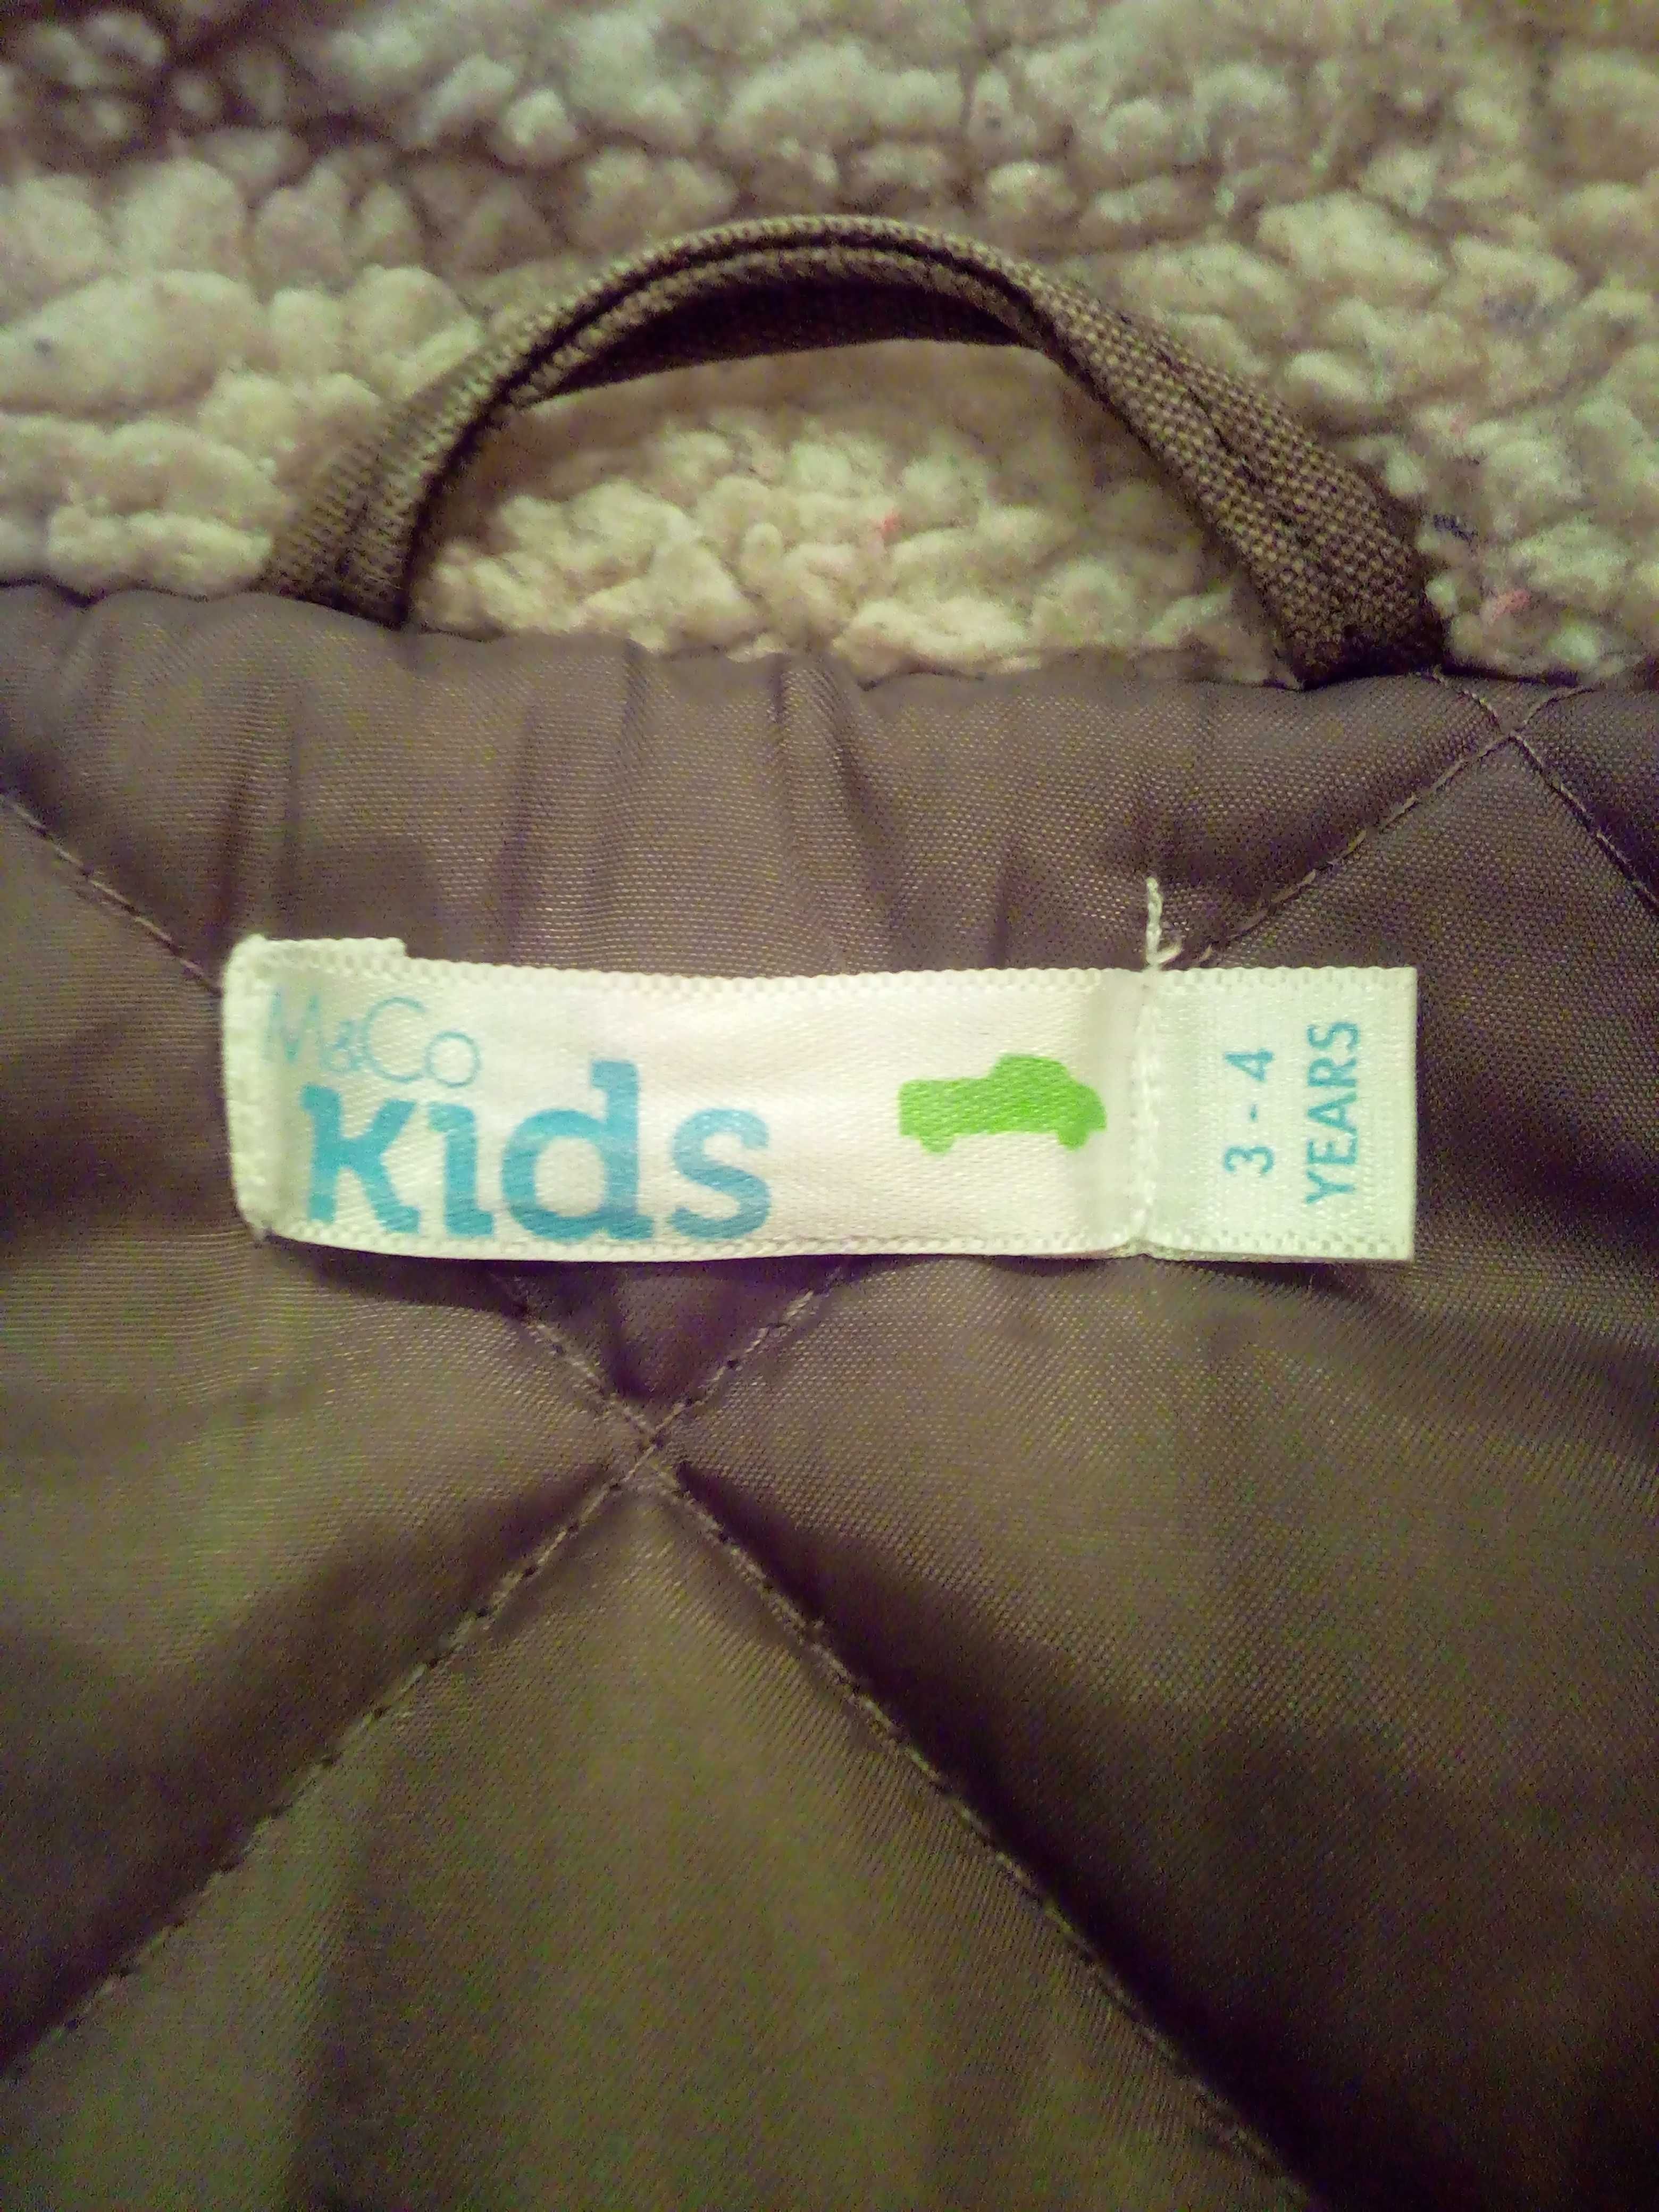 M&Co
kids
3 - 4
YEARS